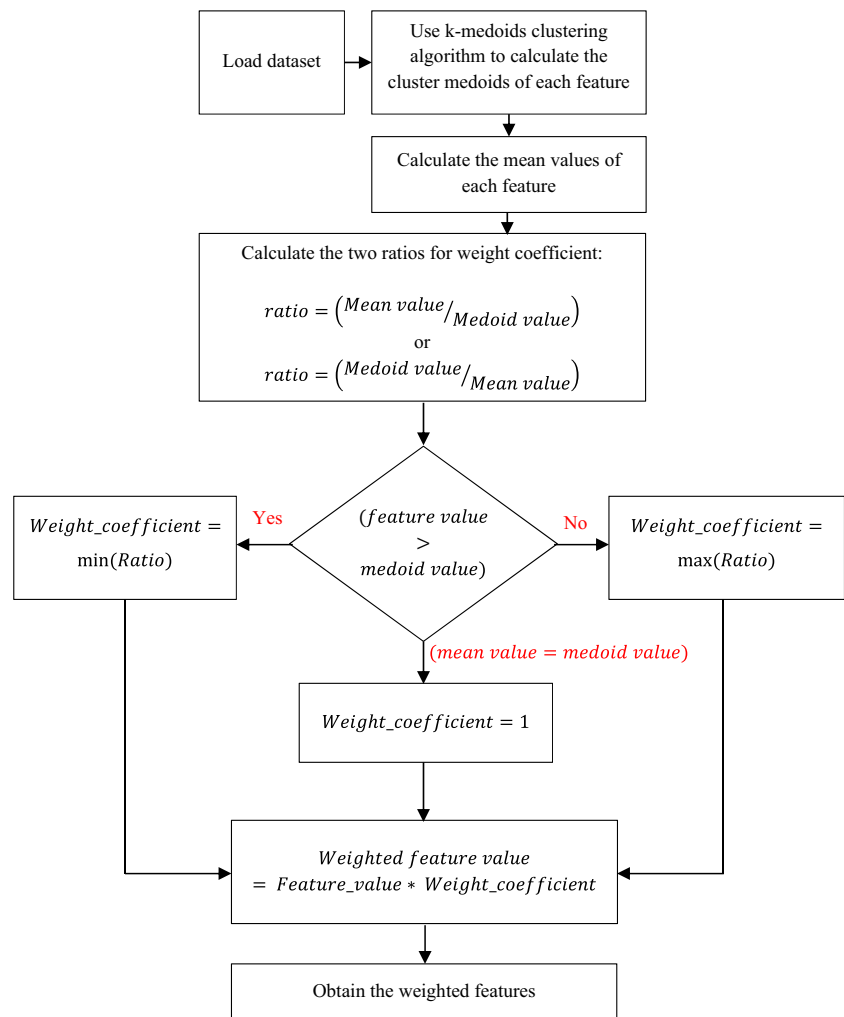 Load dataset
Use k-medoids clustering
algorithm to calculate the
cluster medoids of each feature
Calculate the mean values of
each feature
Calculate the two ratios for weight coefficient:
ratio = (Mean value/Medoid value)
or
ratio = (Medoid value/Mean value)
Yes
(feature value
>
medoid value)
No
Weight_coefficient =
min(Ratio)
Weight_coefficient =
max(Ratio)
(mean value = medoid value)
Weight_coefficient = 1
Weighted feature value
= Feature_value * Weight_coefficient
Obtain the weighted features